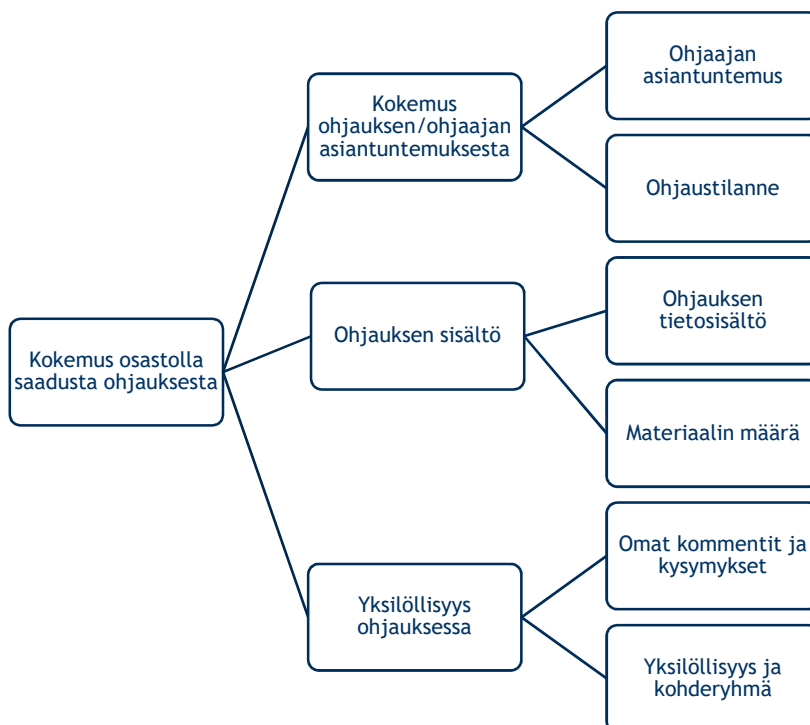 Kokemus osastolla
saadusta ohjauksesta
Kokemus
ohjauksen/ohjaajan
asiantuntemuksesta
Ohjaajan
asiantuntemus
Ohjaustilanne
Ohjauksen sisältö
Ohjauksen
tietosisältö
Materiaalin määrä
Yksilöllisyys
ohjauksessa
Omat kommentit ja
kysymykset
Yksilöllisyys ja
kohderyhmä